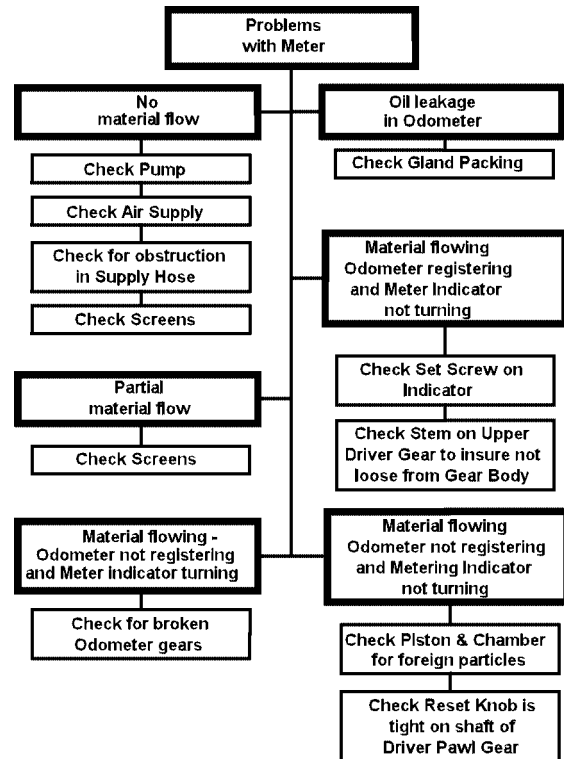 Problems
with Meter
No
material flow
Check Pump
Check Air Supply
Check for obstruction
in Supply Hose
Check Screens
Oil leakage
in Odometer
Check Gland Packing
Material flowing
Odometer registering
and Meter Indicator
not turning
Check Set Screw on
Indicator
Check Stem on Upper
Driver Gear to insure not
loose from Gear Body
Partial
material flow
Check Screens
Material flowing -
Odometer not registering
and Meter indicator turning
Check for broken
Odometer gears
Material flowing
Odometer not registering
and Metering Indicator
not turning
Check Piston & Chamber
for foreign particles
Check Reset Knob is
tight on shaft of
Driver Pawl Gear